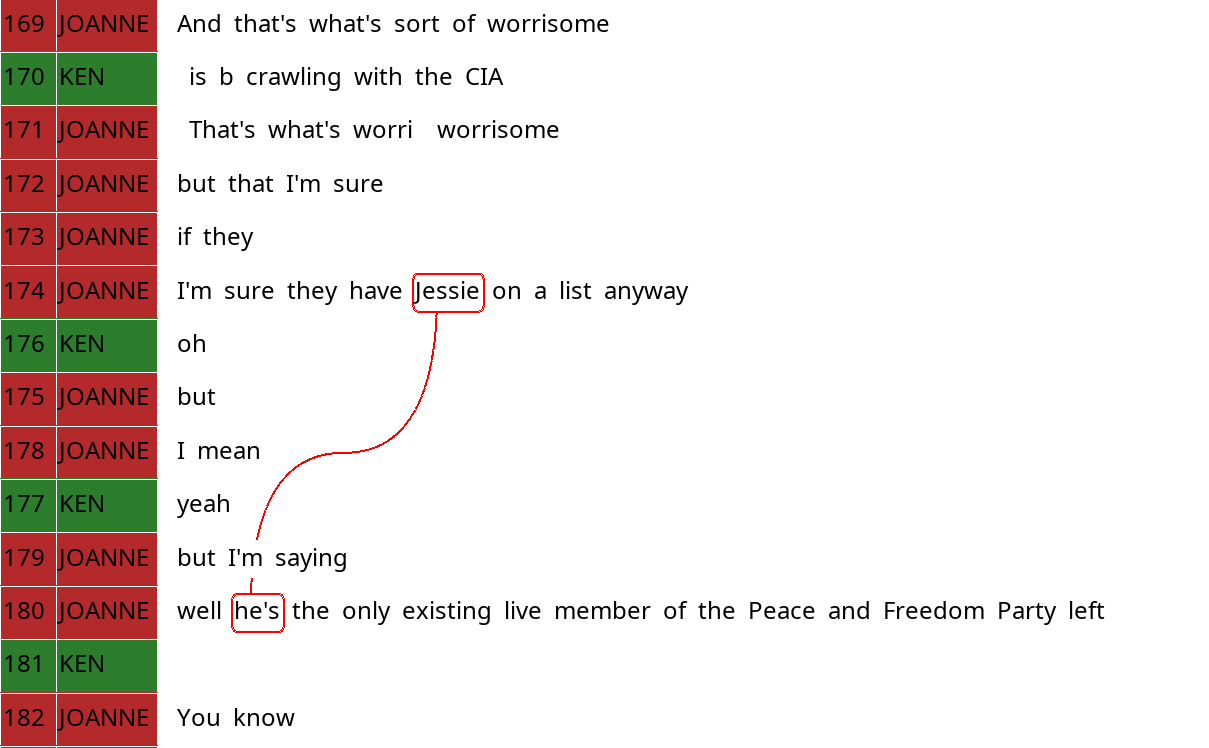 169 JOANNE And that's what's sort of worrisome
170 KEN is b crawling with the CIA
171 JOANNE That's what's worri worrisome
172 JOANNE but that I'm sure
173 JOANNE if they
174 JOANNE I'm sure they have Jessie on a list anyway
176 KEN oh
175 JOANNE but
178 JOANNE I mean
177 KEN yeah
179 JOANNE but I'm saying
180 JOANNE well he's the only existing live member of the Peace and Freedom Party left
181 KEN
182 JOANNE You know